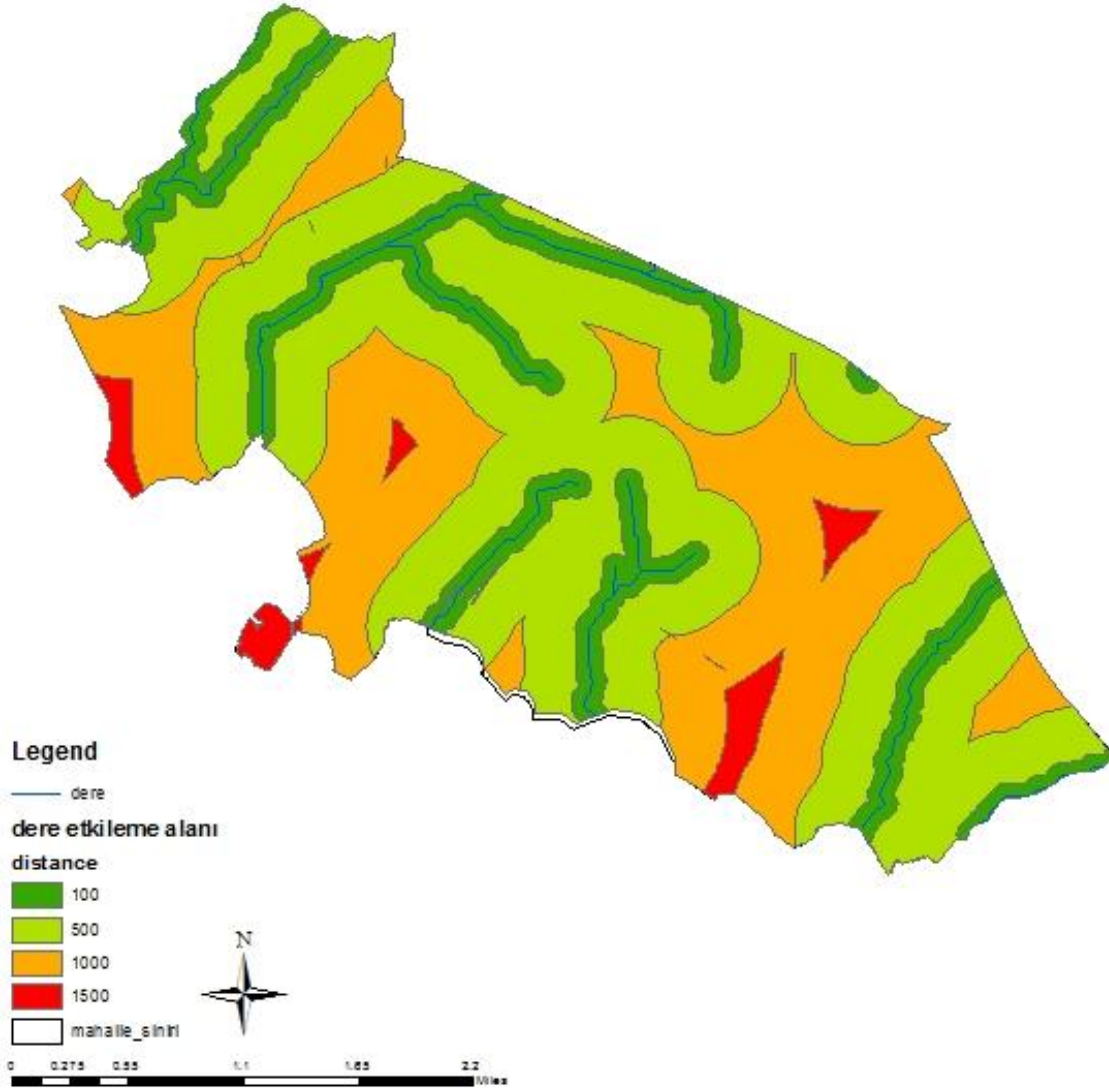 Legend
dere
dere etkileme alanı
distance
100
500
1000
1500
mahalle_siniri
N
0 0.275 0.55 1.1 1.65 2.2
Miles